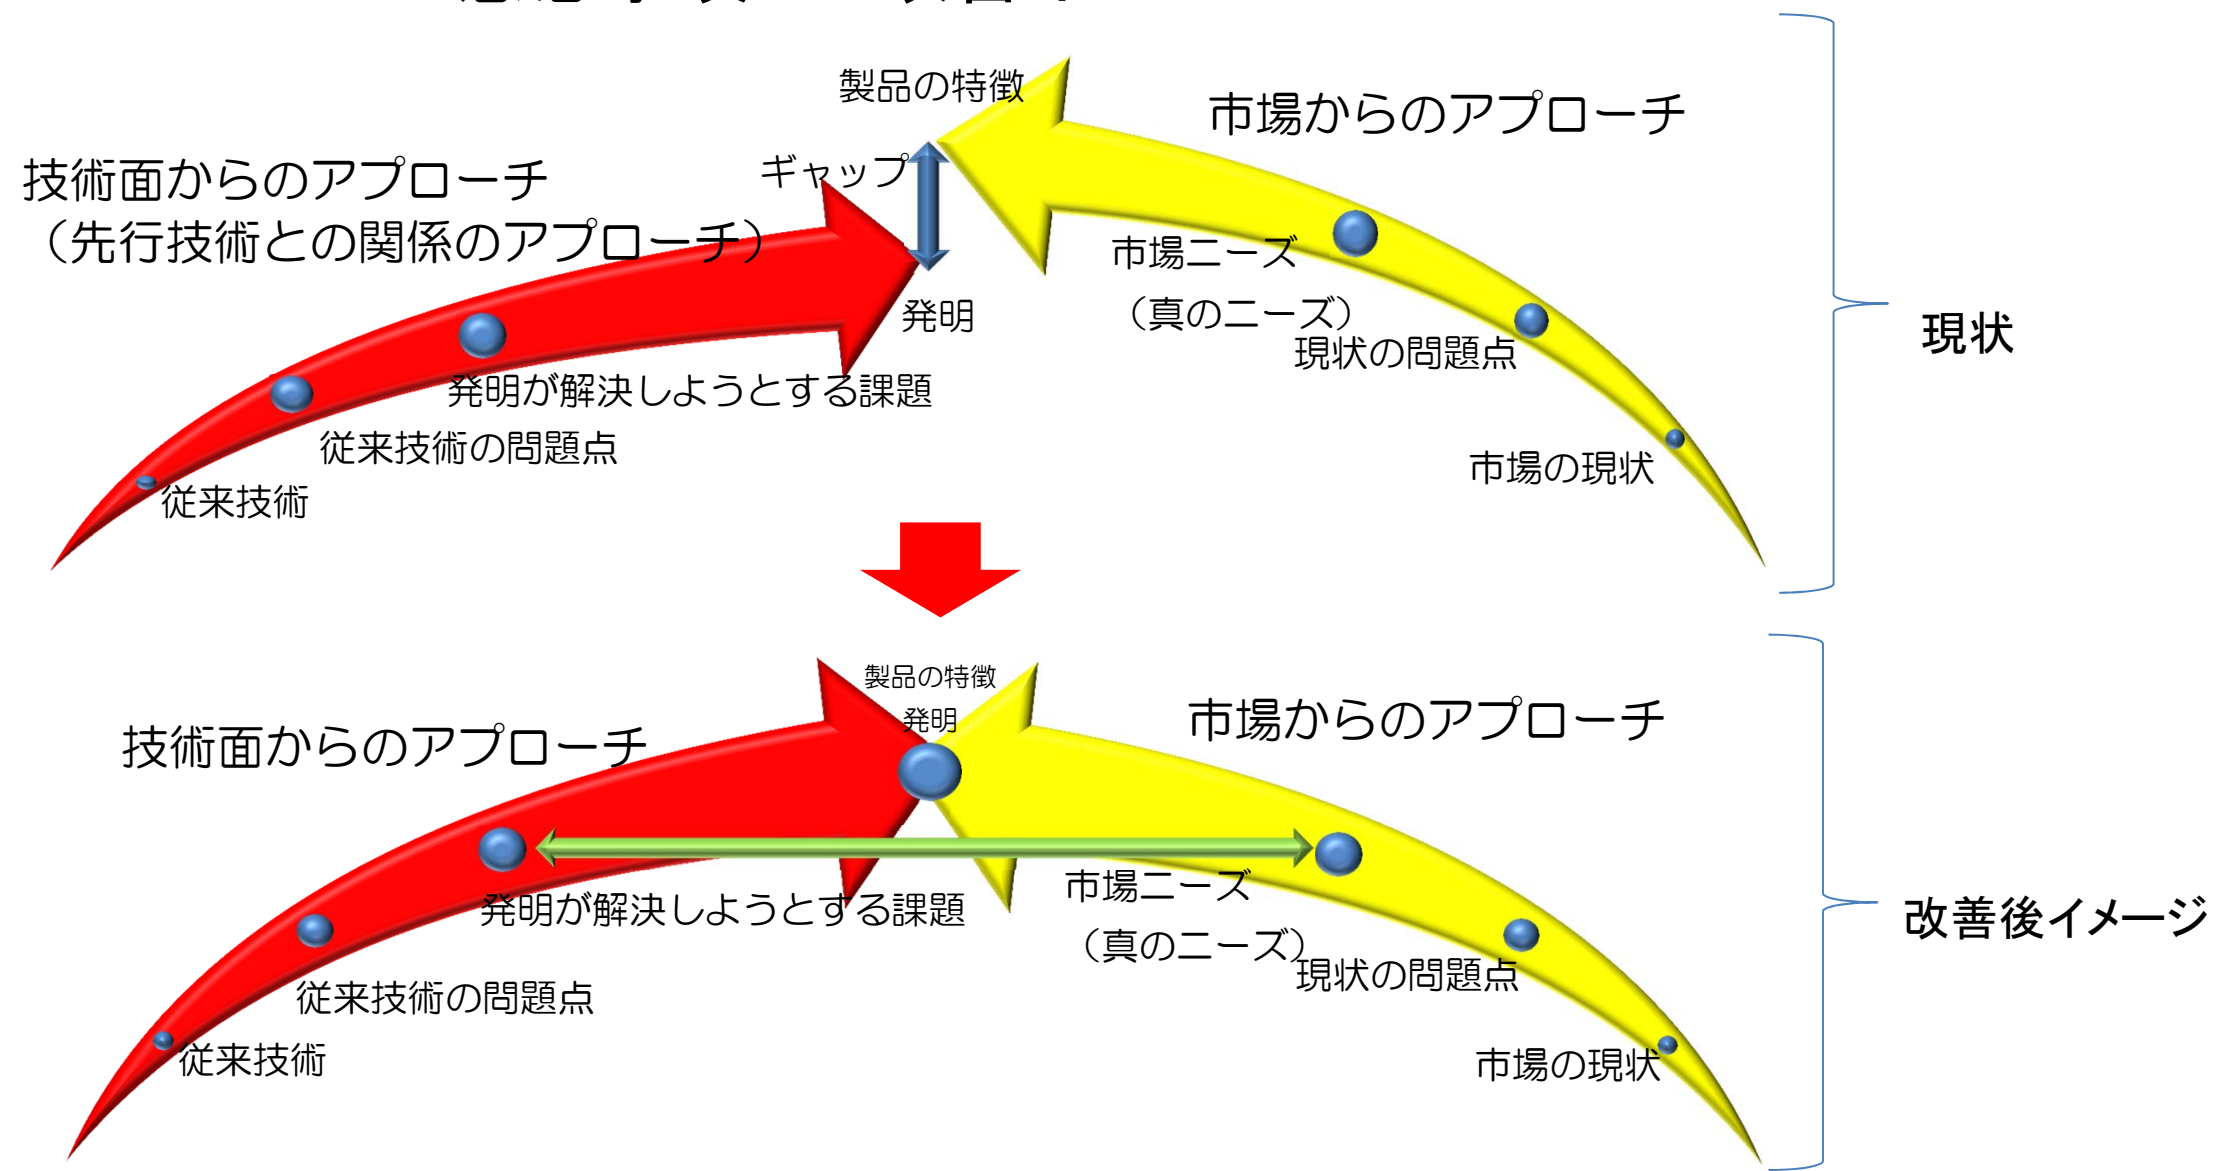 製品の特徴
市場からのアプローチ
ギャップ
技術面からのアプローチ
（先行技術との関係のアプローチ）
市場ニーズ
（真のニーズ）
発明
現状の問題点
現状
発明が解決しようとする課題
従来技術の問題点
市場の現状
従来技術
製品の特徴
発明
市場からのアプローチ
技術面からのアプローチ
市場ニーズ
（真のニーズ）
発明が解決しようとする課題
改善後イメージ
現状の問題点
従来技術の問題点
従来技術
市場の現状